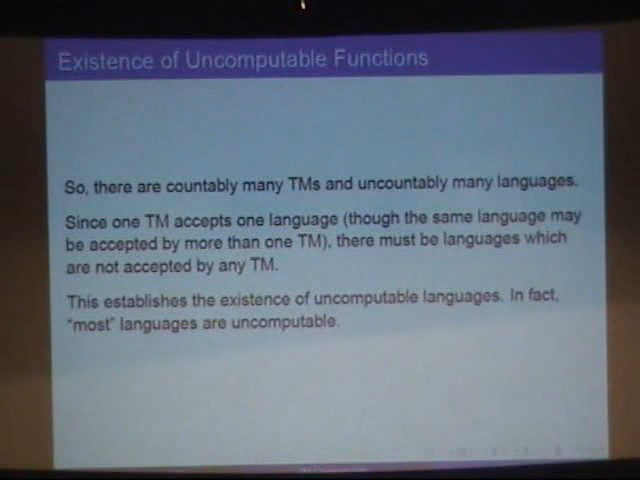 Existence of Uncomputable Functions
So, there are countably many TMs and uncountably many languages.
Since one TM accepts one language (though the same language may
be accepted by more than one TM), there must be languages which
are not accepted by any TM.
This establishes the existence of uncomputable languages. In fact,
"most" languages are uncomputable.